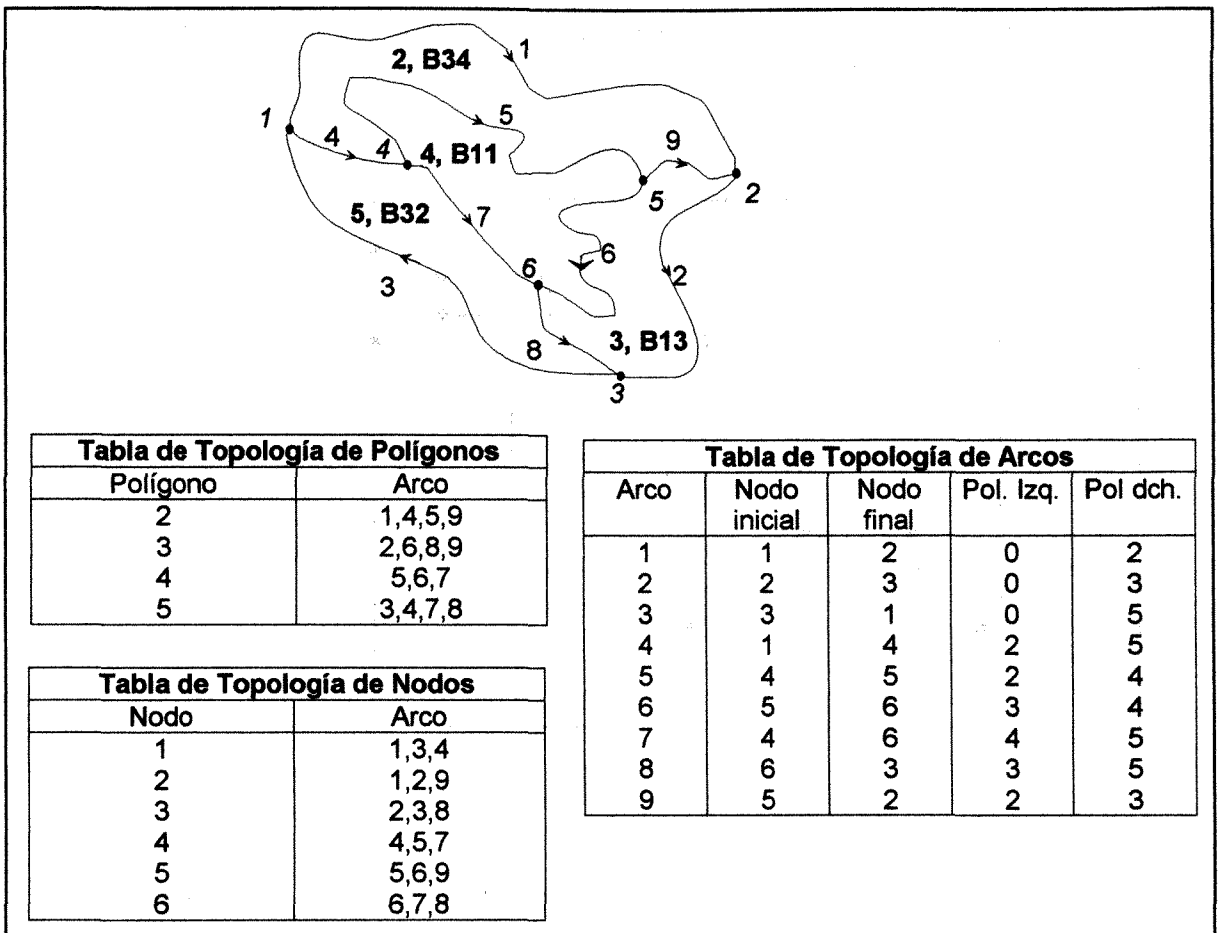 1
2, B34
5
1
4
4
4, B11
9
5
2
5, B32
7
6
6
3
2
8
3, B13
3
Tabla de Topología de Polígonos
Polígono Arco
2 1,4,5,9
3 2,6,8,9
4 5,6,7
5 3,4,7,8
Tabla de Topología de Nodos
Nodo Arco
1 1,3,4
2 1,2,9
3 2,3,8
4 4,5,7
5 5,6,9
6 6,7,8
Tabla de Topología de Arcos
Arco Nodo Nodo Pol. Izq. Pol dch.
inicial final
1 1 2 0 2
2 2 3 0 3
3 3 1 0 5
4 1 4 2 5
5 4 5 2 4
6 5 6 3 4
7 4 6 4 5
8 6 3 3 5
9 5 2 2 3